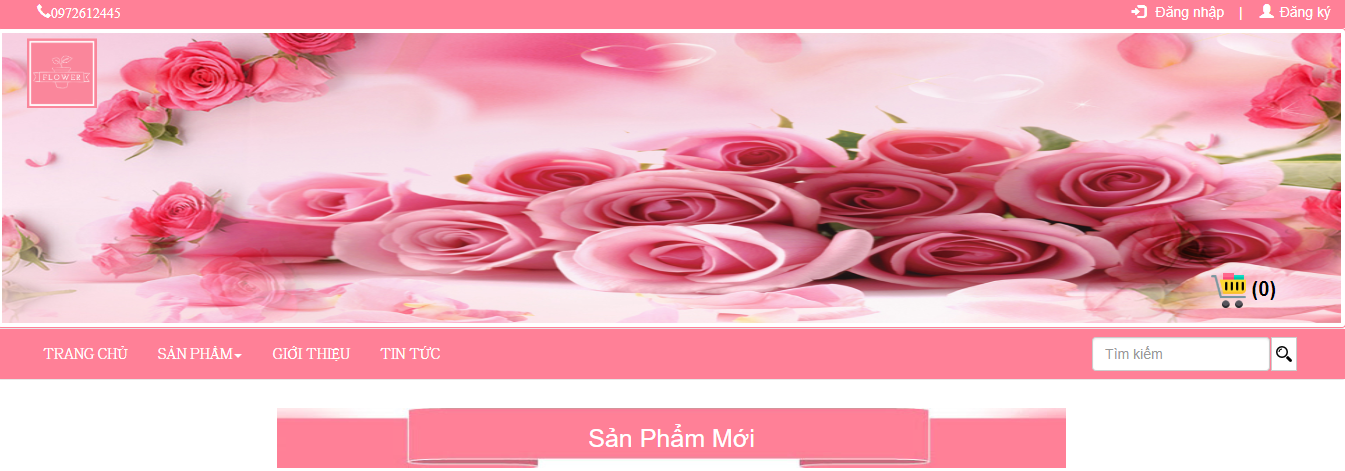 0972612445
Đăng nhập | Đăng ký
FLOWER
(0)
TRANG CHỦ SẢN PHẨM GIỚI THIỆU TIN TỨC Tìm kiếm
Sản Phẩm Mới